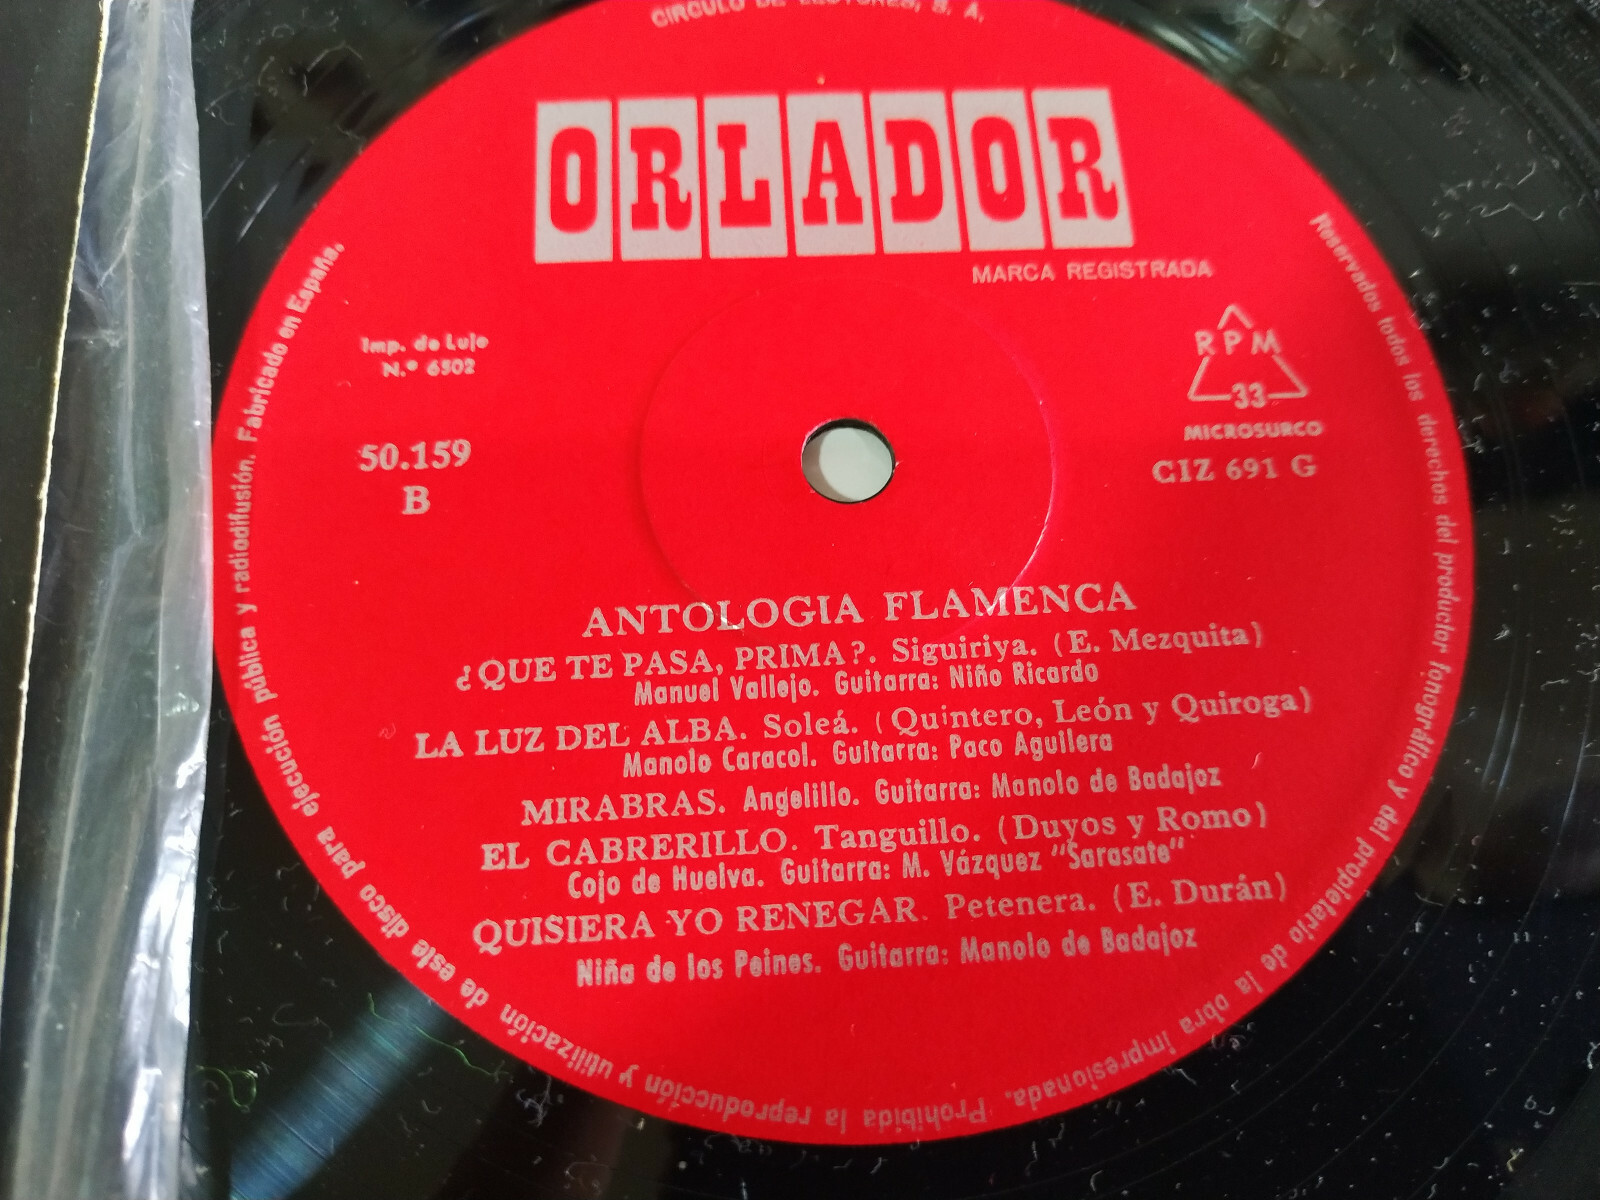 CIRCULO DE LECTORES, S. A.
ORLADOR
MARCA REGISTRADA
Imp. de Lujo
N.º 6502
RPM
33
MICROSURCO
50.159
B
CIZ 691 G
ANTOLOGIA FLAMENCA
¿QUE TE PASA, PRIMA?. Siguiriya. (E. Mezquita)
Manuel Vallejo. Guitarra: Niño Ricardo
LA LUZ DEL ALBA. Soleá. (Quintero, León y Quiroga)
Manolo Caracol. Guitarra: Paco Aguilera
MIRABRAS. Angelillo. Guitarra: Manolo de Badajoz
EL CABRERILLO. Tanguillo. (Duyos y Romo)
Cojo de Huelva. Guitarra: M. Vázquez "Sarasate"
QUISIERA YO RENEGAR. Petenera. (E. Durán)
Niña de los Peines. Guitarra: Manolo de Badajoz
Reservados todos los derechos del productor fonográfico y del propietario de la obra impresionada. Prohibida la reproducción y utilización de este disco para ejecución pública y radiodifusión. Fabricado en España.